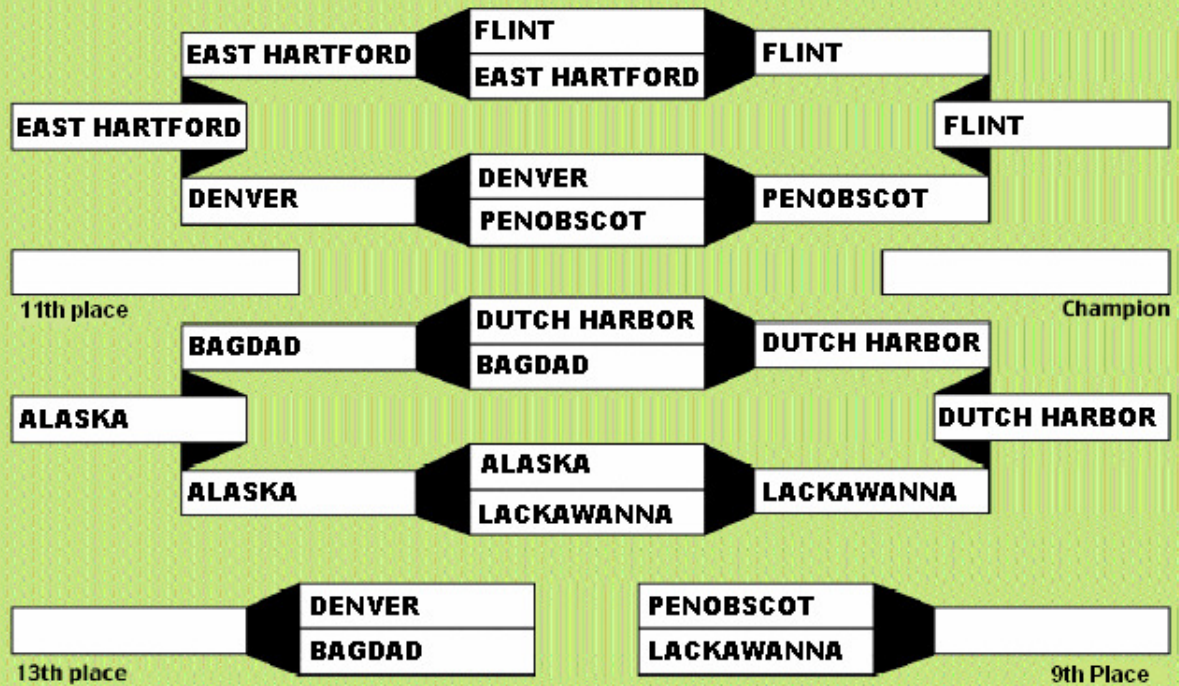 FLINT
EAST HARTFORD
FLINT
EAST HARTFORD
EAST HARTFORD
FLINT
DENVER
DENVER
PENOBSCOT
PENOBSCOT
11th place
Champion
DUTCH HARBOR
BAGDAD
DUTCH HARBOR
BAGDAD
ALASKA
DUTCH HARBOR
ALASKA
ALASKA
LACKAWANNA
LACKAWANNA
DENVER
BAGDAD
PENOBSCOT
LACKAWANNA
13th place
9th Place